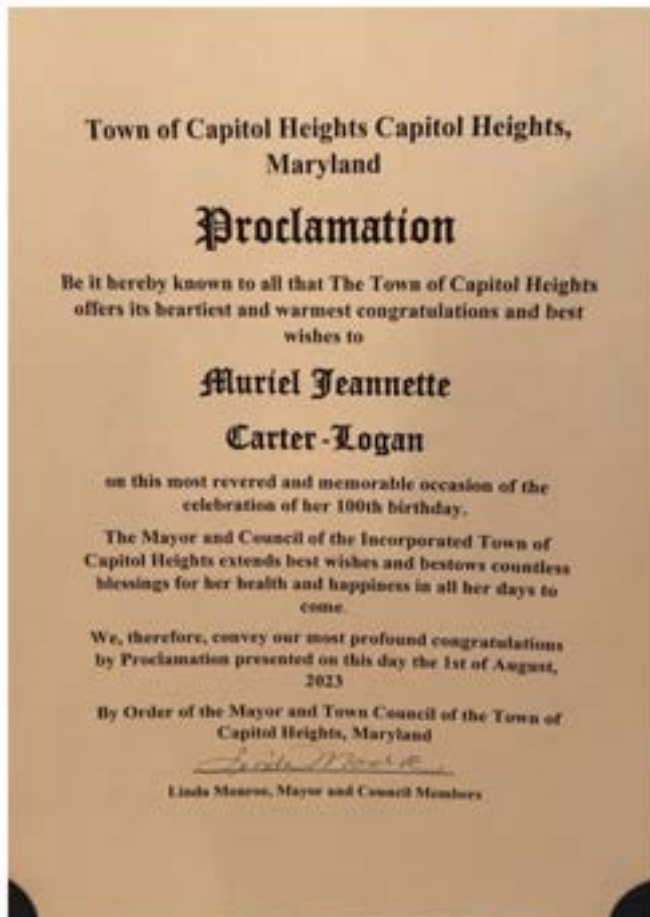 Town of Capitol Heights Capitol Heights,
Maryland
Proclamation
Be it hereby known to all that The Town of Capitol Heights
offers its heartiest and warmest congratulations and best
wishes to
Muriel Jeannette
Carter-Logan
on this most revered and memorable occasion of the
celebration of her 100th birthday.
The Mayor and Council of the Incorporated Town of
Capitol Heights extends best wishes and bestows countless
blessings for her health and happiness in all her days to
come.
We, therefore, convey our most profound congratulations
by Proclamation presented on this day the 1st of August,
2023
By Order of the Mayor and Town Council of the Town of
Capitol Heights, Maryland
Linda Monroe
Linda Monroe, Mayor and Council Members